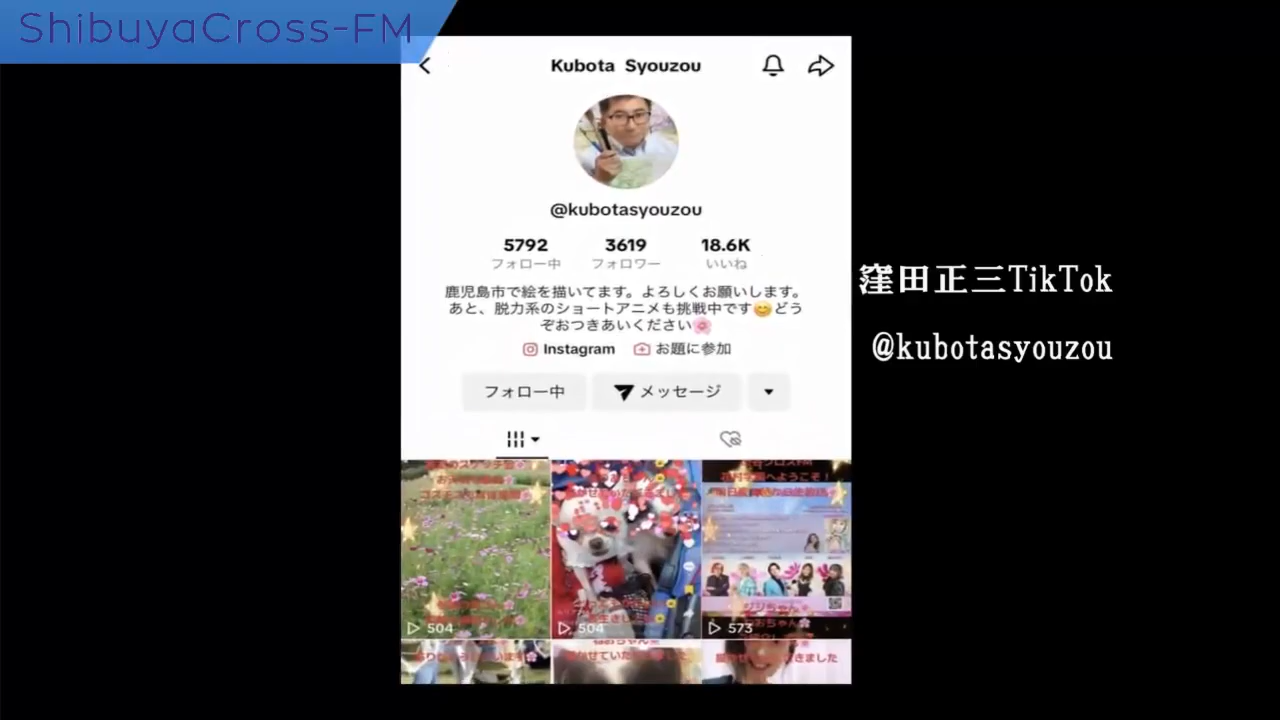 ShibuyaCross-FM
Kubota Syouzou
@kubotasyouzou
5792
フォロー中
3619
フォロワー
18.6K
いいね
鹿児島市で絵を描いてます。よろしくお願いします。
あと、脱力系のショートアニメも挑戦中です😊どう
ぞおつきあいください🌸
Instagram
お題に参加
フォロー中
メッセージ
窪田正三TikTok
@kubotasyouzou
504
504
573